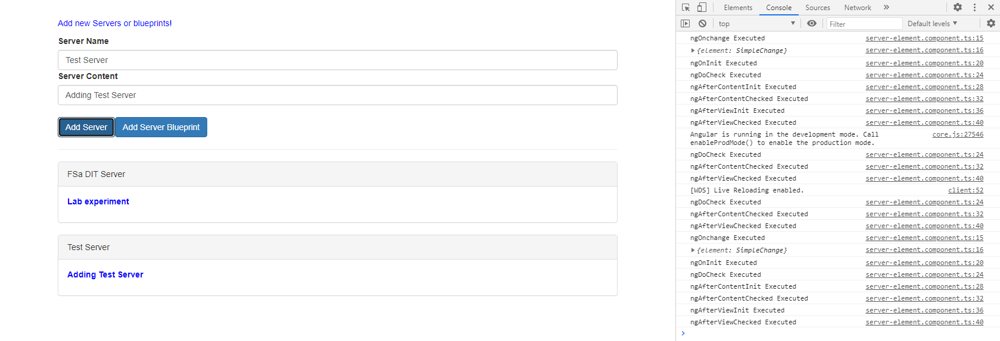 Add new Servers or blueprints!
Server Name
Test Server
Server Content
Adding Test Server
Add Server Add Server Blueprint
FSa DIT Server
Lab experiment
Test Server
Adding Test Server
Elements Console Sources Network »
top Filter Default levels
ngOnchange Executed server-element.component.ts:15
{element: SimpleChange} server-element.component.ts:16
ngOnInit Executed server-element.component.ts:20
ngDoCheck Executed server-element.component.ts:24
ngAfterContentInit Executed server-element.component.ts:28
ngAfterContentChecked Executed server-element.component.ts:32
ngAfterViewInit Executed server-element.component.ts:36
ngAfterViewChecked Executed server-element.component.ts:40
Angular is running in the development mode. Call core.js:27546
enableProdMode() to enable the production mode.
ngDoCheck Executed server-element.component.ts:24
ngAfterContentChecked Executed server-element.component.ts:32
ngAfterViewChecked Executed server-element.component.ts:40
[WDS] Live Reloading enabled. client:52
ngDoCheck Executed server-element.component.ts:24
ngAfterContentChecked Executed server-element.component.ts:32
ngAfterViewChecked Executed server-element.component.ts:40
ngOnchange Executed server-element.component.ts:15
{element: SimpleChange} server-element.component.ts:16
ngOnInit Executed server-element.component.ts:20
ngDoCheck Executed server-element.component.ts:24
ngAfterContentInit Executed server-element.component.ts:28
ngAfterContentChecked Executed server-element.component.ts:32
ngAfterViewInit Executed server-element.component.ts:36
ngAfterViewChecked Executed server-element.component.ts:40